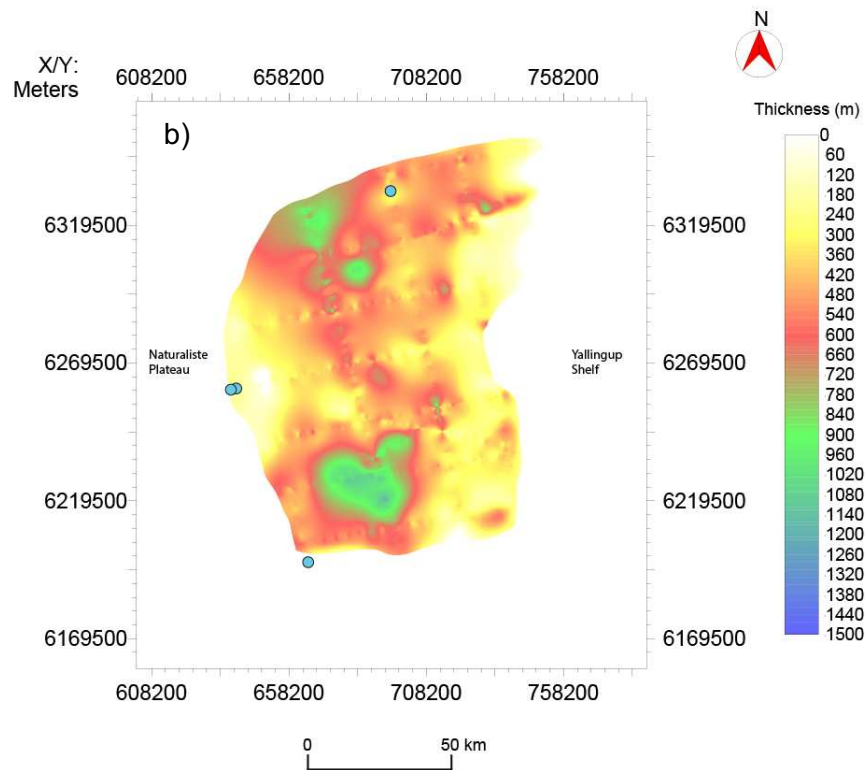 N
X/Y:
Meters
608200 658200 708200 758200
b)
Thickness (m)
0
60
120
180
240
300
360
420
480
540
600
660
720
780
840
900
960
1020
1080
1140
1200
1260
1320
1380
1440
1500
6319500 6319500
6269500 6269500
Naturaliste
Plateau
Yallingup
Shelf
6219500 6219500
6169500 6169500
608200 658200 708200 758200
0 50 km